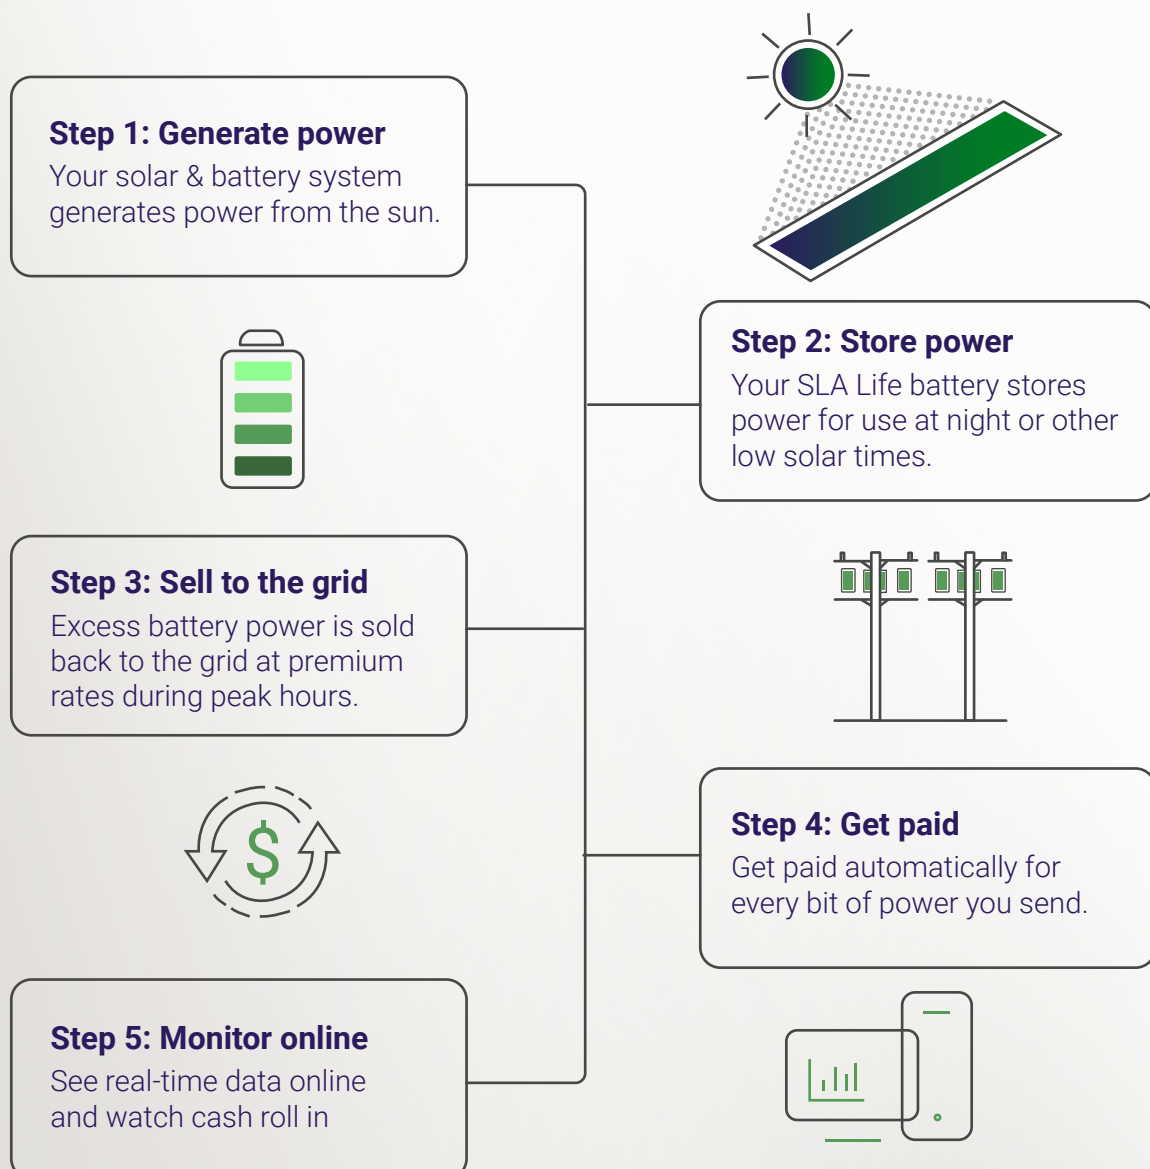 Step 1: Generate power
Your solar & battery system
generates power from the sun.
Step 2: Store power
Your SLA Life battery stores
power for use at night or other
low solar times.
Step 3: Sell to the grid
Excess battery power is sold
back to the grid at premium
rates during peak hours.
$
Step 4: Get paid
Get paid automatically for
every bit of power you send.
Step 5: Monitor online
See real-time data online
and watch cash roll in